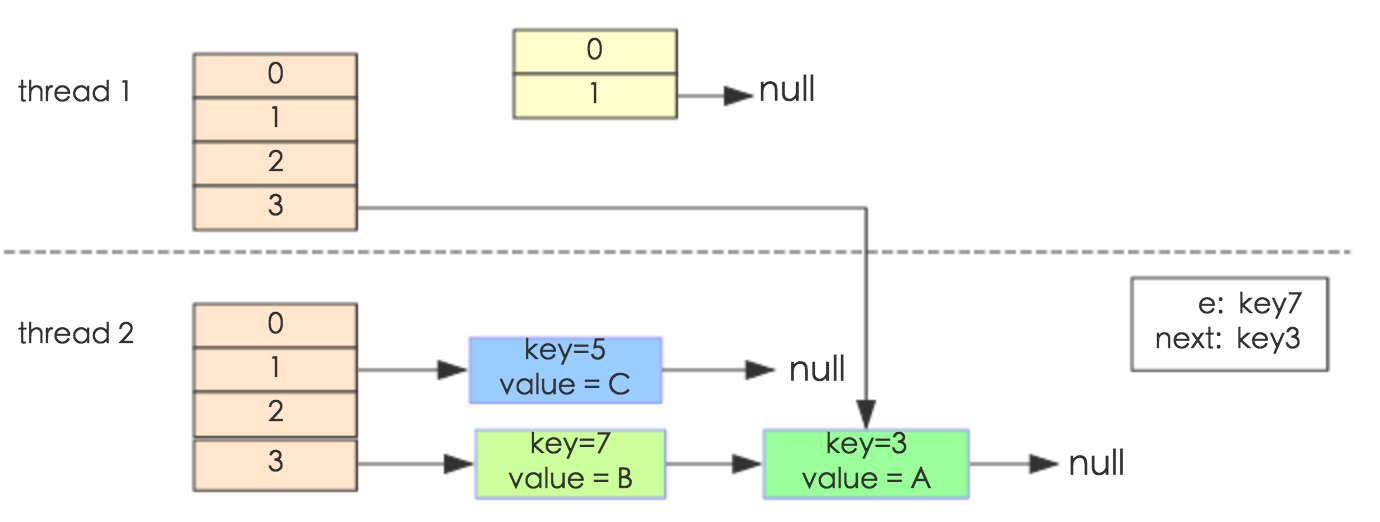 thread 1
0
1
2
3
0
1
null
thread 2
0
1
2
3
key=5
value = C
null
key=7
value = B
key=3
value = A
null
e: key7
next: key3